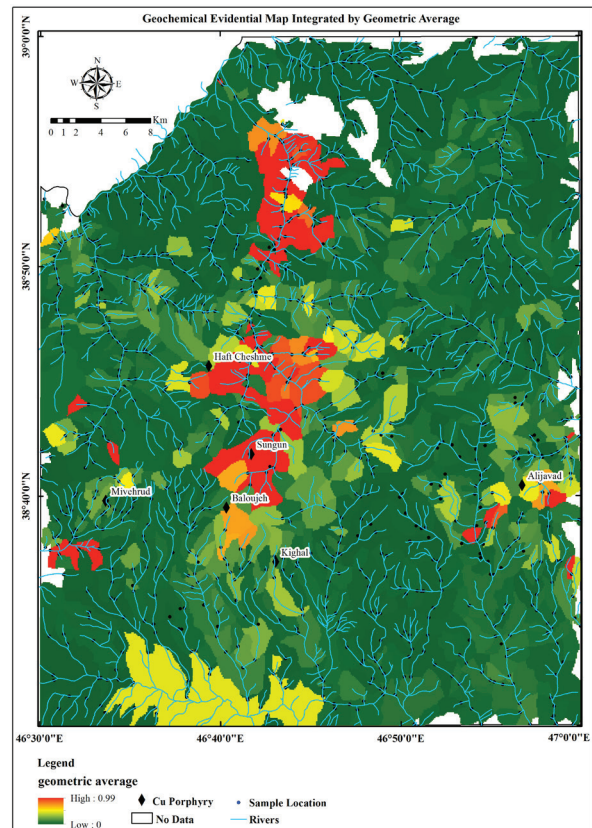 Geochemical Evidential Map Integrated by Geometric Average
39°0'0"N
38°50'0"N
38°40'0"N
N
W E
S
Km
0 1 2 4 6 8
Haft Cheshme
Sungun
Alijavad
Mivehrud
Baloujeh
Kighal
46°30'0"E 46°40'0"E 46°50'0"E 47°0'0"E
Legend
geometric average
High : 0.99
Low : 0
Cu Porphyry
No Data
Sample Location
Rivers